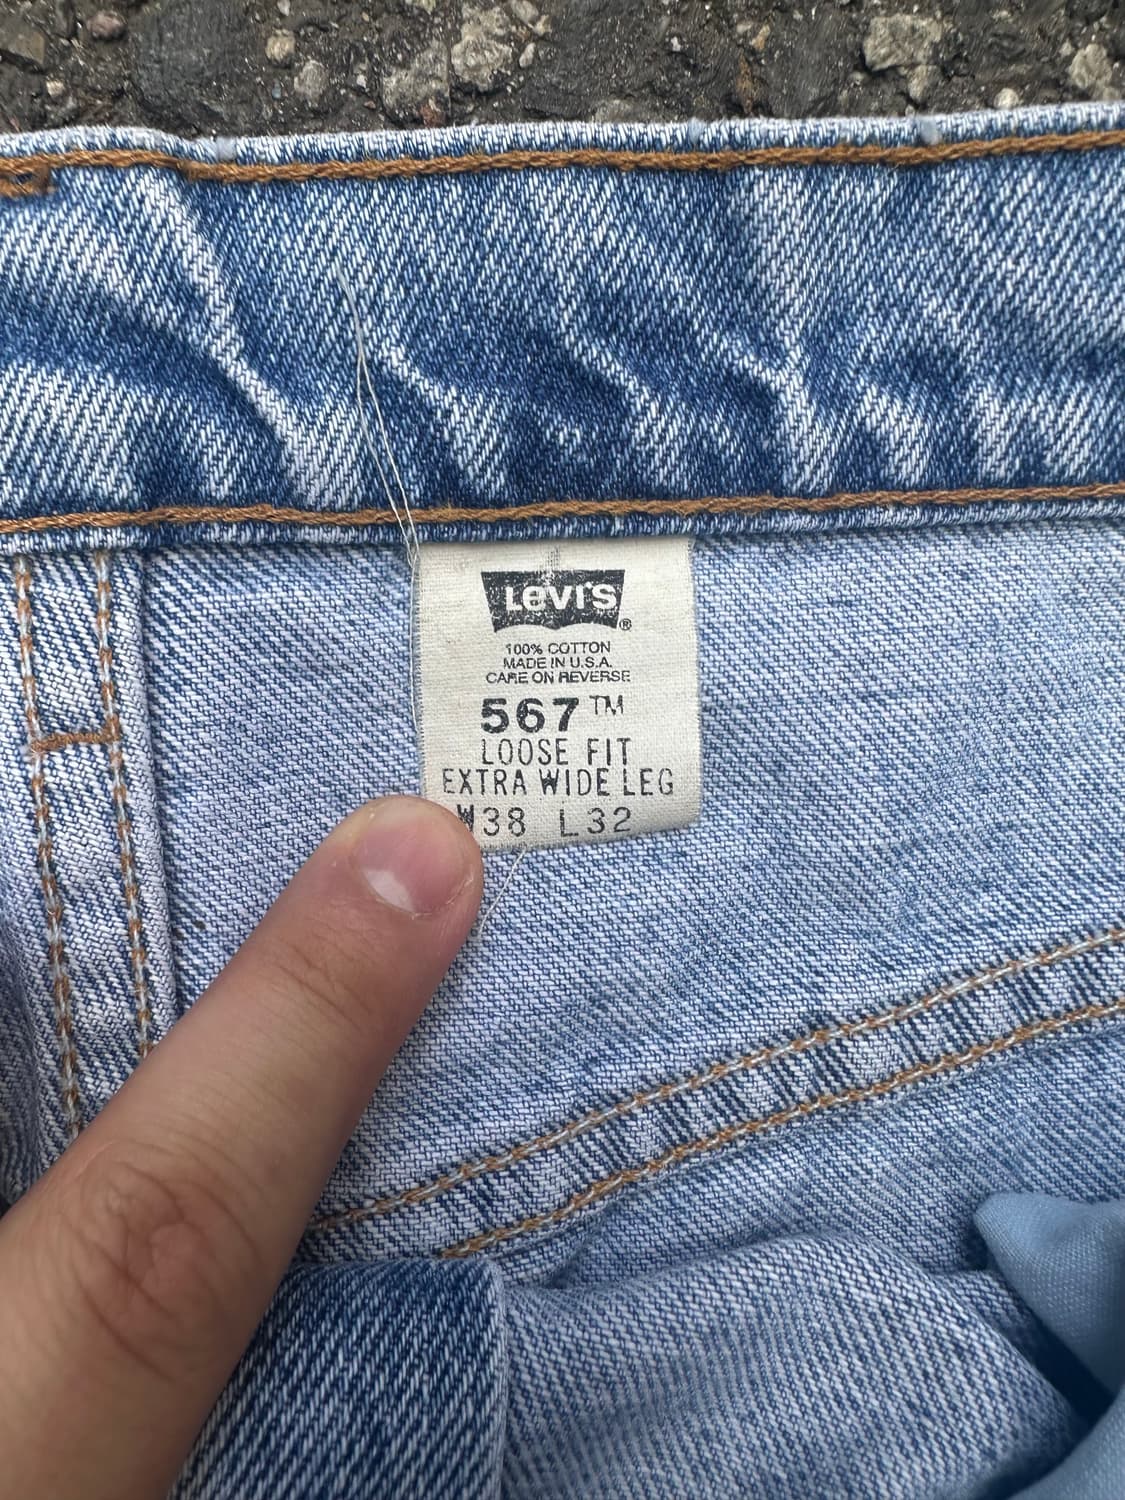 Levi's®
100% COTTON
MADE IN U.S.A.
CARE ON REVERSE
567™
LOOSE FIT
EXTRA WIDE LEG
W38 L32